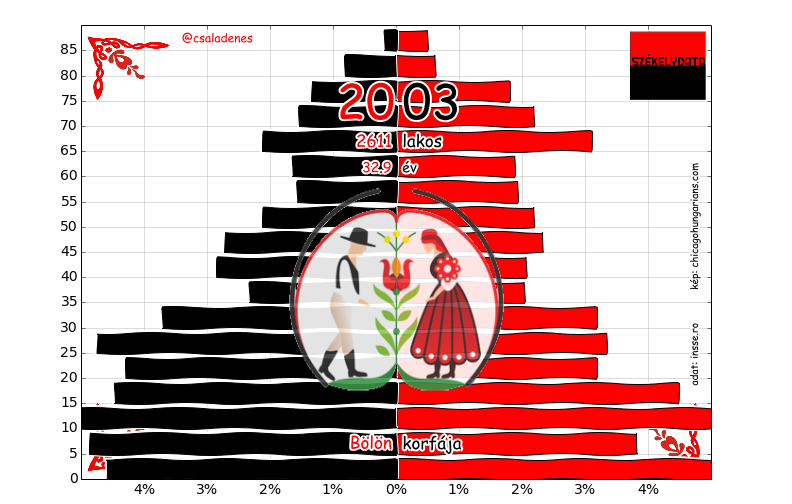 @csaladenes
SZÉKELYDATA
2003
2611 lakos
32.9 év
kép: chicagohungarians.com
adat: insse.ro
Bölön korfája
85
80
75
70
65
60
55
50
45
40
35
30
25
20
15
10
5
0
4% 3% 2% 1% 0% 1% 2% 3% 4%